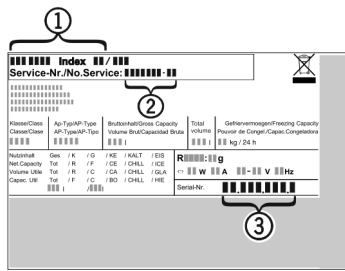 1
Index /
Service-Nr./No.Service: -
2
Klasse/Class Ap-Typ/AP-Type Bruttoinhalt/Gross Capacity Total Gefriervermoegen/Freezing Capacity
Classe/Clase AP-Type/AP-Tipo Volume Brut/Capacidad Bruta volume Pouvoir de Congel./Capac.Congeladora
l l kg / 24 h
Nutzinhalt Ges / K / G / KE / KALT / EIS
Net.Capacity Tot / R / F / CE / CHILL / ICE
Volume Utile Tot / F / C / CA / CHILL / GLA
Capac. Util Tot / F / C / BO / CHILL / HIE
l / l
R : g
W A - V Hz
Serial-Nr. , , ,
3